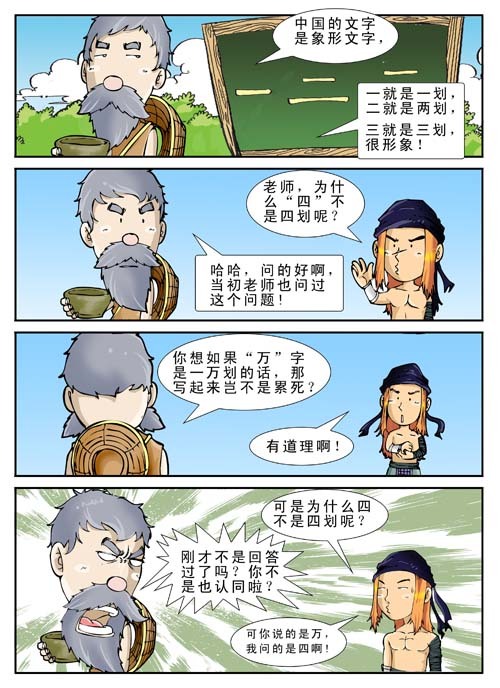 中国的文字
是象形文字，
一 二 三
一就是一划，
二就是两划，
三就是三划，
很形象！
老师，为什
么“四”不
是四划呢？
哈哈，问的好啊，
当初老师也问过
这个问题！
你想如果“万”字
是一万划的话，那
写起来岂不是累死？
有道理啊！
可是为什么四
不是四划呢？
刚才不是回答
过了吗？你不
是也认同啦？
可你说的是万，
我问的是四啊！